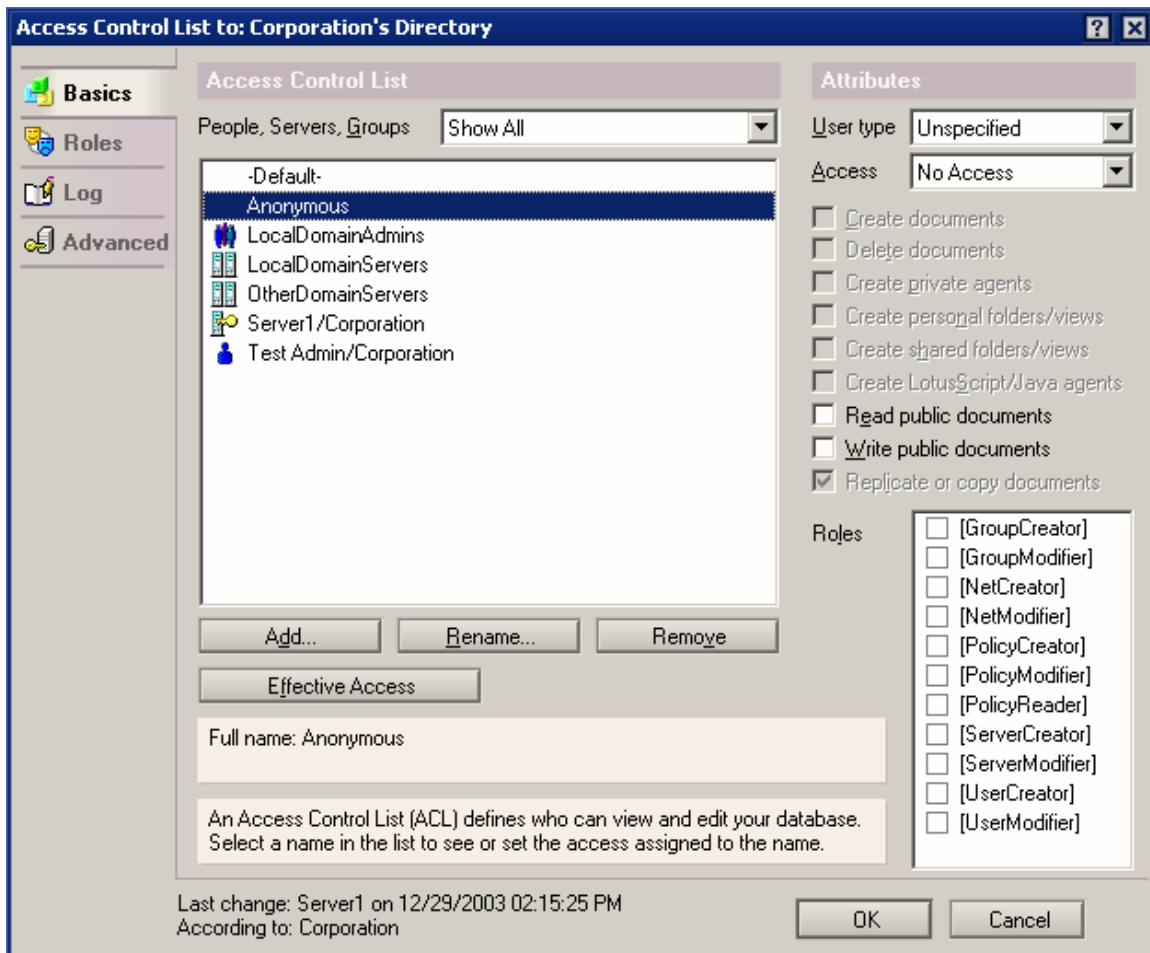 Access Control List to: Corporation's Directory
Basics
Roles
Log
Advanced
Access Control List
People, Servers, Groups
Show All
-Default-
Anonymous
LocalDomainAdmins
LocalDomainServers
OtherDomainServers
Server1/Corporation
Test Admin/Corporation
Add...
Rename...
Remove
Effective Access
Full name: Anonymous
An Access Control List (ACL) defines who can view and edit your database.
Select a name in the list to see or set the access assigned to the name.
Attributes
User type
Unspecified
Access
No Access
Create documents
Delete documents
Create private agents
Create personal folders/views
Create shared folders/views
Create LotusScript/Java agents
Read public documents
Write public documents
Replicate or copy documents
Roles
[GroupCreator]
[GroupModifier]
[NetCreator]
[NetModifier]
[PolicyCreator]
[PolicyModifier]
[PolicyReader]
[ServerCreator]
[ServerModifier]
[UserCreator]
[UserModifier]
Last change: Server1 on 12/29/2003 02:15:25 PM
According to: Corporation
OK
Cancel